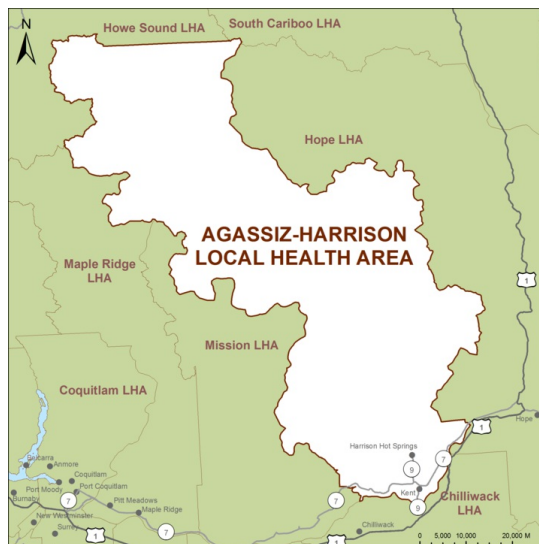 Howe Sound LHA
South Cariboo LHA
N
Hope LHA
AGASSIZ-HARRISON
LOCAL HEALTH AREA
Maple Ridge
LHA
1
Mission LHA
Coquitlam LHA
Harrison Hot Springs
Hope
1
7
9
Belcarra
Anmore
Coquitlam
Port Moody
Port Coquitlam
Kent
Burnaby
7
Pitt Meadows
7
9
Chilliwack
LHA
Maple Ridge
New Westminster
Surrey
1
7
Chilliwack
1
0
5,000
10,000
20,000 M